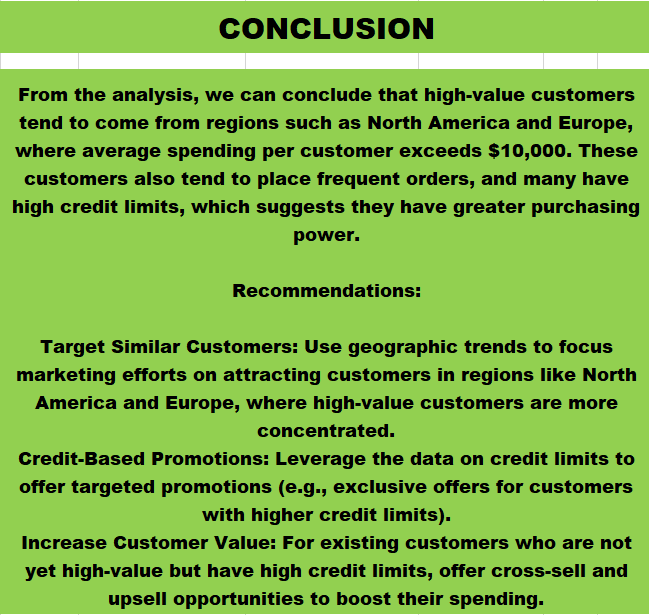 CONCLUSION
From the analysis, we can conclude that high-value customers
tend to come from regions such as North America and Europe,
where average spending per customer exceeds $10,000. These
customers also tend to place frequent orders, and many have
high credit limits, which suggests they have greater purchasing
power.
Recommendations:
Target Similar Customers: Use geographic trends to focus
marketing efforts on attracting customers in regions like North
America and Europe, where high-value customers are more
concentrated.
Credit-Based Promotions: Leverage the data on credit limits to
offer targeted promotions (e.g., exclusive offers for customers
with higher credit limits).
Increase Customer Value: For existing customers who are not
yet high-value but have high credit limits, offer cross-sell and
upsell opportunities to boost their spending.